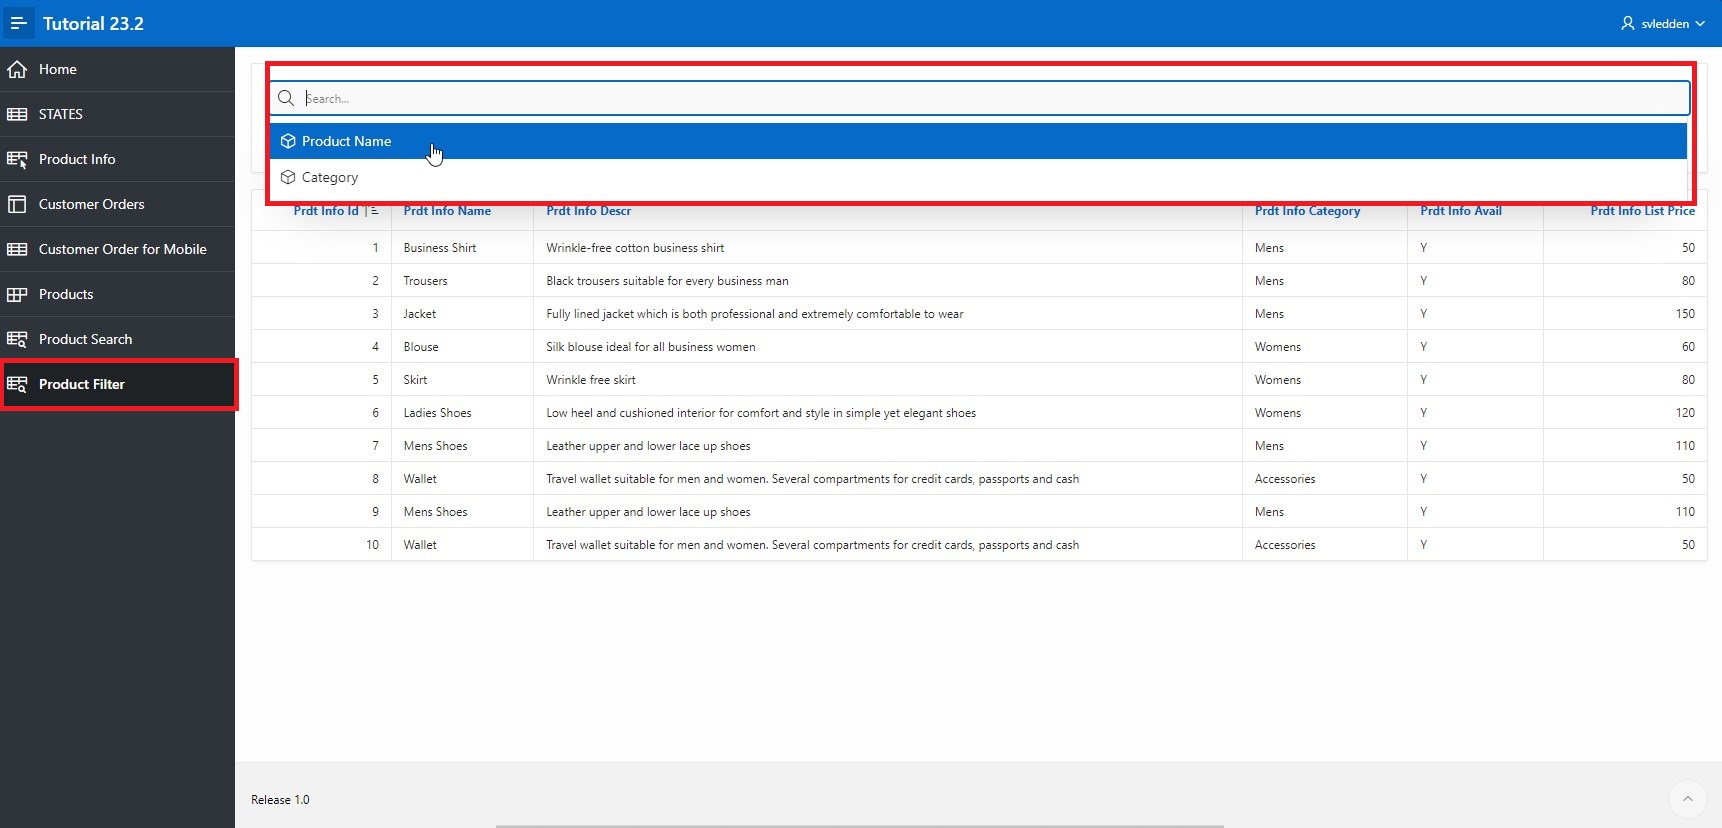 Tutorial 23.2
svledden
Home
STATES
Product Info
Customer Orders
Customer Order for Mobile
Products
Product Search
Product Filter
Search...
Product Name
Category
Prdt Info Id Prdt Info Name Prdt Info Descr Prdt Info Category Prdt Info Avail Prdt Info List Price
1 Business Shirt Wrinkle-free cotton business shirt Mens Y 50
2 Trousers Black trousers suitable for every business man Mens Y 80
3 Jacket Fully lined jacket which is both professional and extremely comfortable to wear Mens Y 150
4 Blouse Silk blouse ideal for all business women Womens Y 60
5 Skirt Wrinkle free skirt Womens Y 80
6 Ladies Shoes Low heel and cushioned interior for comfort and style in simple yet elegant shoes Womens Y 120
7 Mens Shoes Leather upper and lower lace up shoes Mens Y 110
8 Wallet Travel wallet suitable for men and women. Several compartments for credit cards, passports and cash Accessories Y 50
9 Mens Shoes Leather upper and lower lace up shoes Mens Y 110
10 Wallet Travel wallet suitable for men and women. Several compartments for credit cards, passports and cash Accessories Y 50
Release 1.0